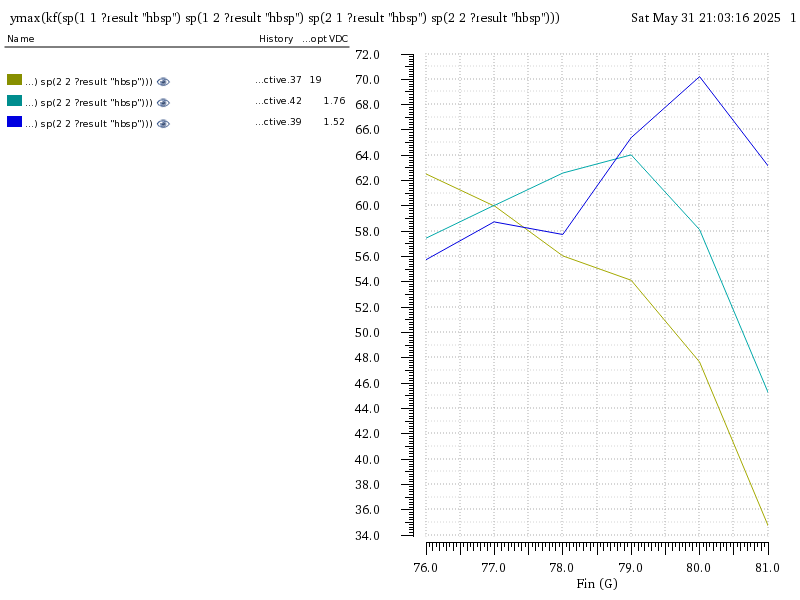 ymax(kf(sp(1 1 ?result "hbsp") sp(1 2 ?result "hbsp") sp(2 1 ?result "hbsp") sp(2 2 ?result "hbsp"))) Sat May 31 21:03:16 2025 1
Name History ...opt VDC
...) sp(2 2 ?result "hbsp"))) ...ctive.37 19
...) sp(2 2 ?result "hbsp"))) ...ctive.42 1.76
...) sp(2 2 ?result "hbsp"))) ...ctive.39 1.52
72.0
70.0
68.0
66.0
64.0
62.0
60.0
58.0
56.0
54.0
52.0
50.0
48.0
46.0
44.0
42.0
40.0
38.0
36.0
34.0
76.0 77.0 78.0 79.0 80.0 81.0
Fin (G)